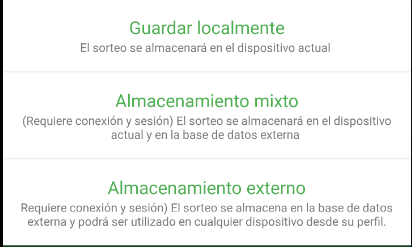 Guardar localmente
El sorteo se almacenará en el dispositivo actual
Almacenamiento mixto
(Requiere conexión y sesión) El sorteo se almacenará en el dispositivo
actual y en la base de datos externa
Almacenamiento externo
Requiere conexión y sesión) El sorteo se almacena en la base de datos
externa y podrá ser utilizado en cualquier dispositivo desde su perfil.